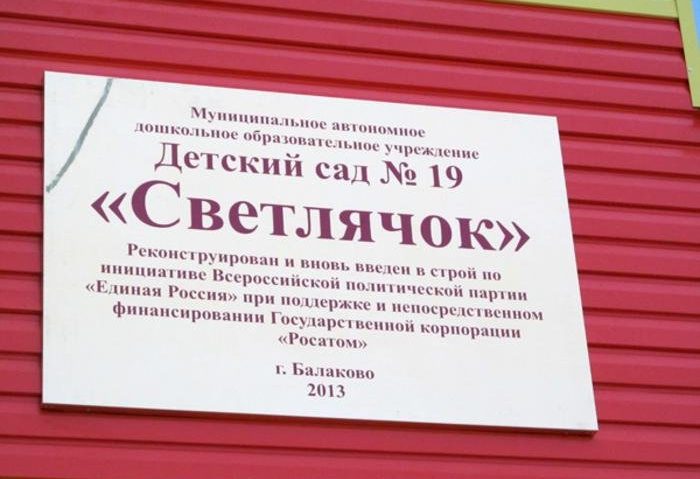 Муниципальное автономное
дошкольное образовательное учреждение
Детский сад № 19
«Светлячок»
Реконструирован и вновь введен в строй по
инициативе Всероссийской политической партии
«Единая Россия» при поддержке и непосредственном
финансировании Государственной корпорации
«Росатом»
г. Балаково
2013